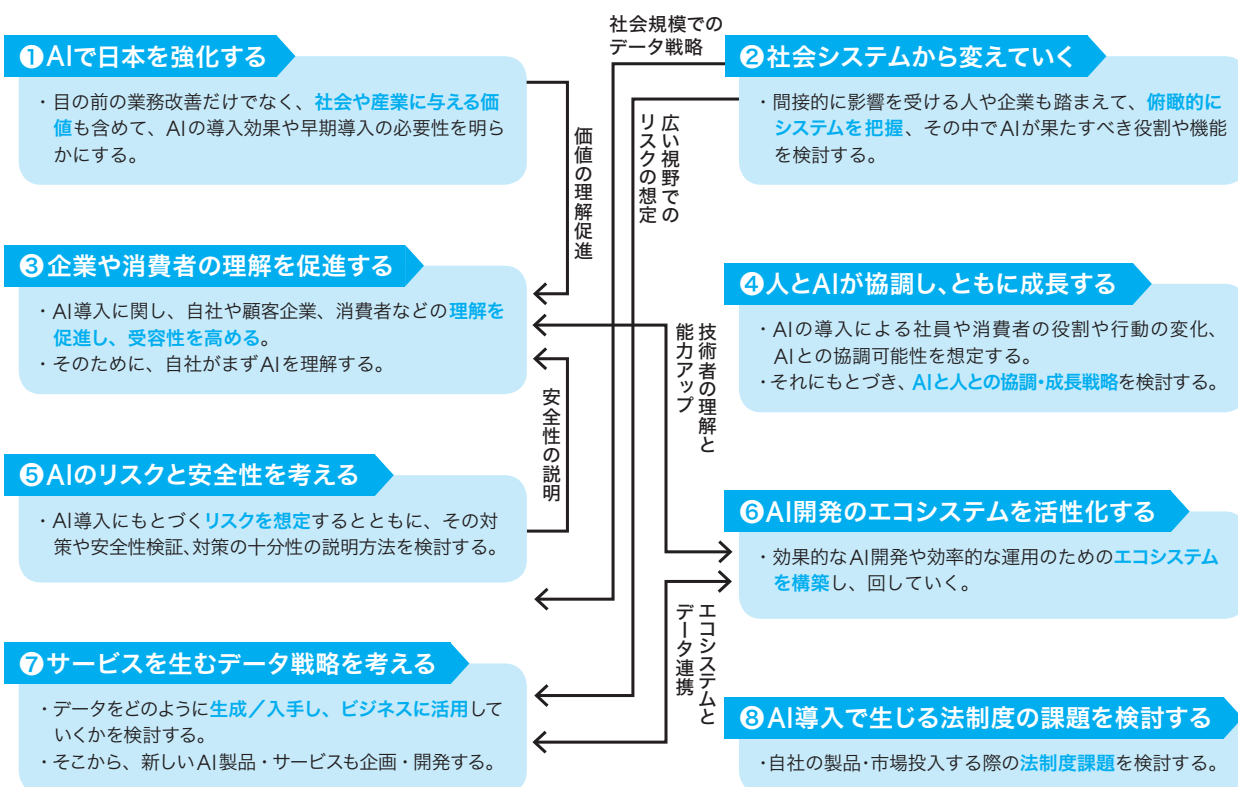 社会規模での
データ戦略
❶AIで日本を強化する
・目の前の業務改善だけでなく、社会や産業に与える価
値も含めて、AIの導入効果や早期導入の必要性を明ら
かにする。
価値の理解促進
広い視野での
リスクの想定
❷社会システムから変えていく
・間接的に影響を受ける人や企業も踏まえて、俯瞰的に
システムを把握、その中でAIが果たすべき役割や機能
を検討する。
❸企業や消費者の理解を促進する
・AI導入に関し、自社や顧客企業、消費者などの理解を
促進し、受容性を高める。
・そのために、自社がまずAIを理解する。
安全性の説明
技術者の理解と
能力アップ
❹人とAIが協調し、ともに成長する
・AIの導入による社員や消費者の役割や行動の変化、
AIとの協調可能性を想定する。
・それにもとづき、AIと人との協調・成長戦略を検討する。
❺AIのリスクと安全性を考える
・AI導入にもとづくリスクを想定するとともに、その対
策や安全性検証、対策の十分性の説明方法を検討する。
❻AI開発のエコシステムを活性化する
・効果的なAI開発や効率的な運用のためのエコシステム
を構築し、回していく。
エコシステムと
データ連携
❼サービスを生むデータ戦略を考える
・データをどのように生成／入手し、ビジネスに活用して
いくかを検討する。
・そこから、新しいAI製品・サービスも企画・開発する。
❽AI導入で生じる法制度の課題を検討する
・自社の製品・市場投入する際の法制度課題を検討する。